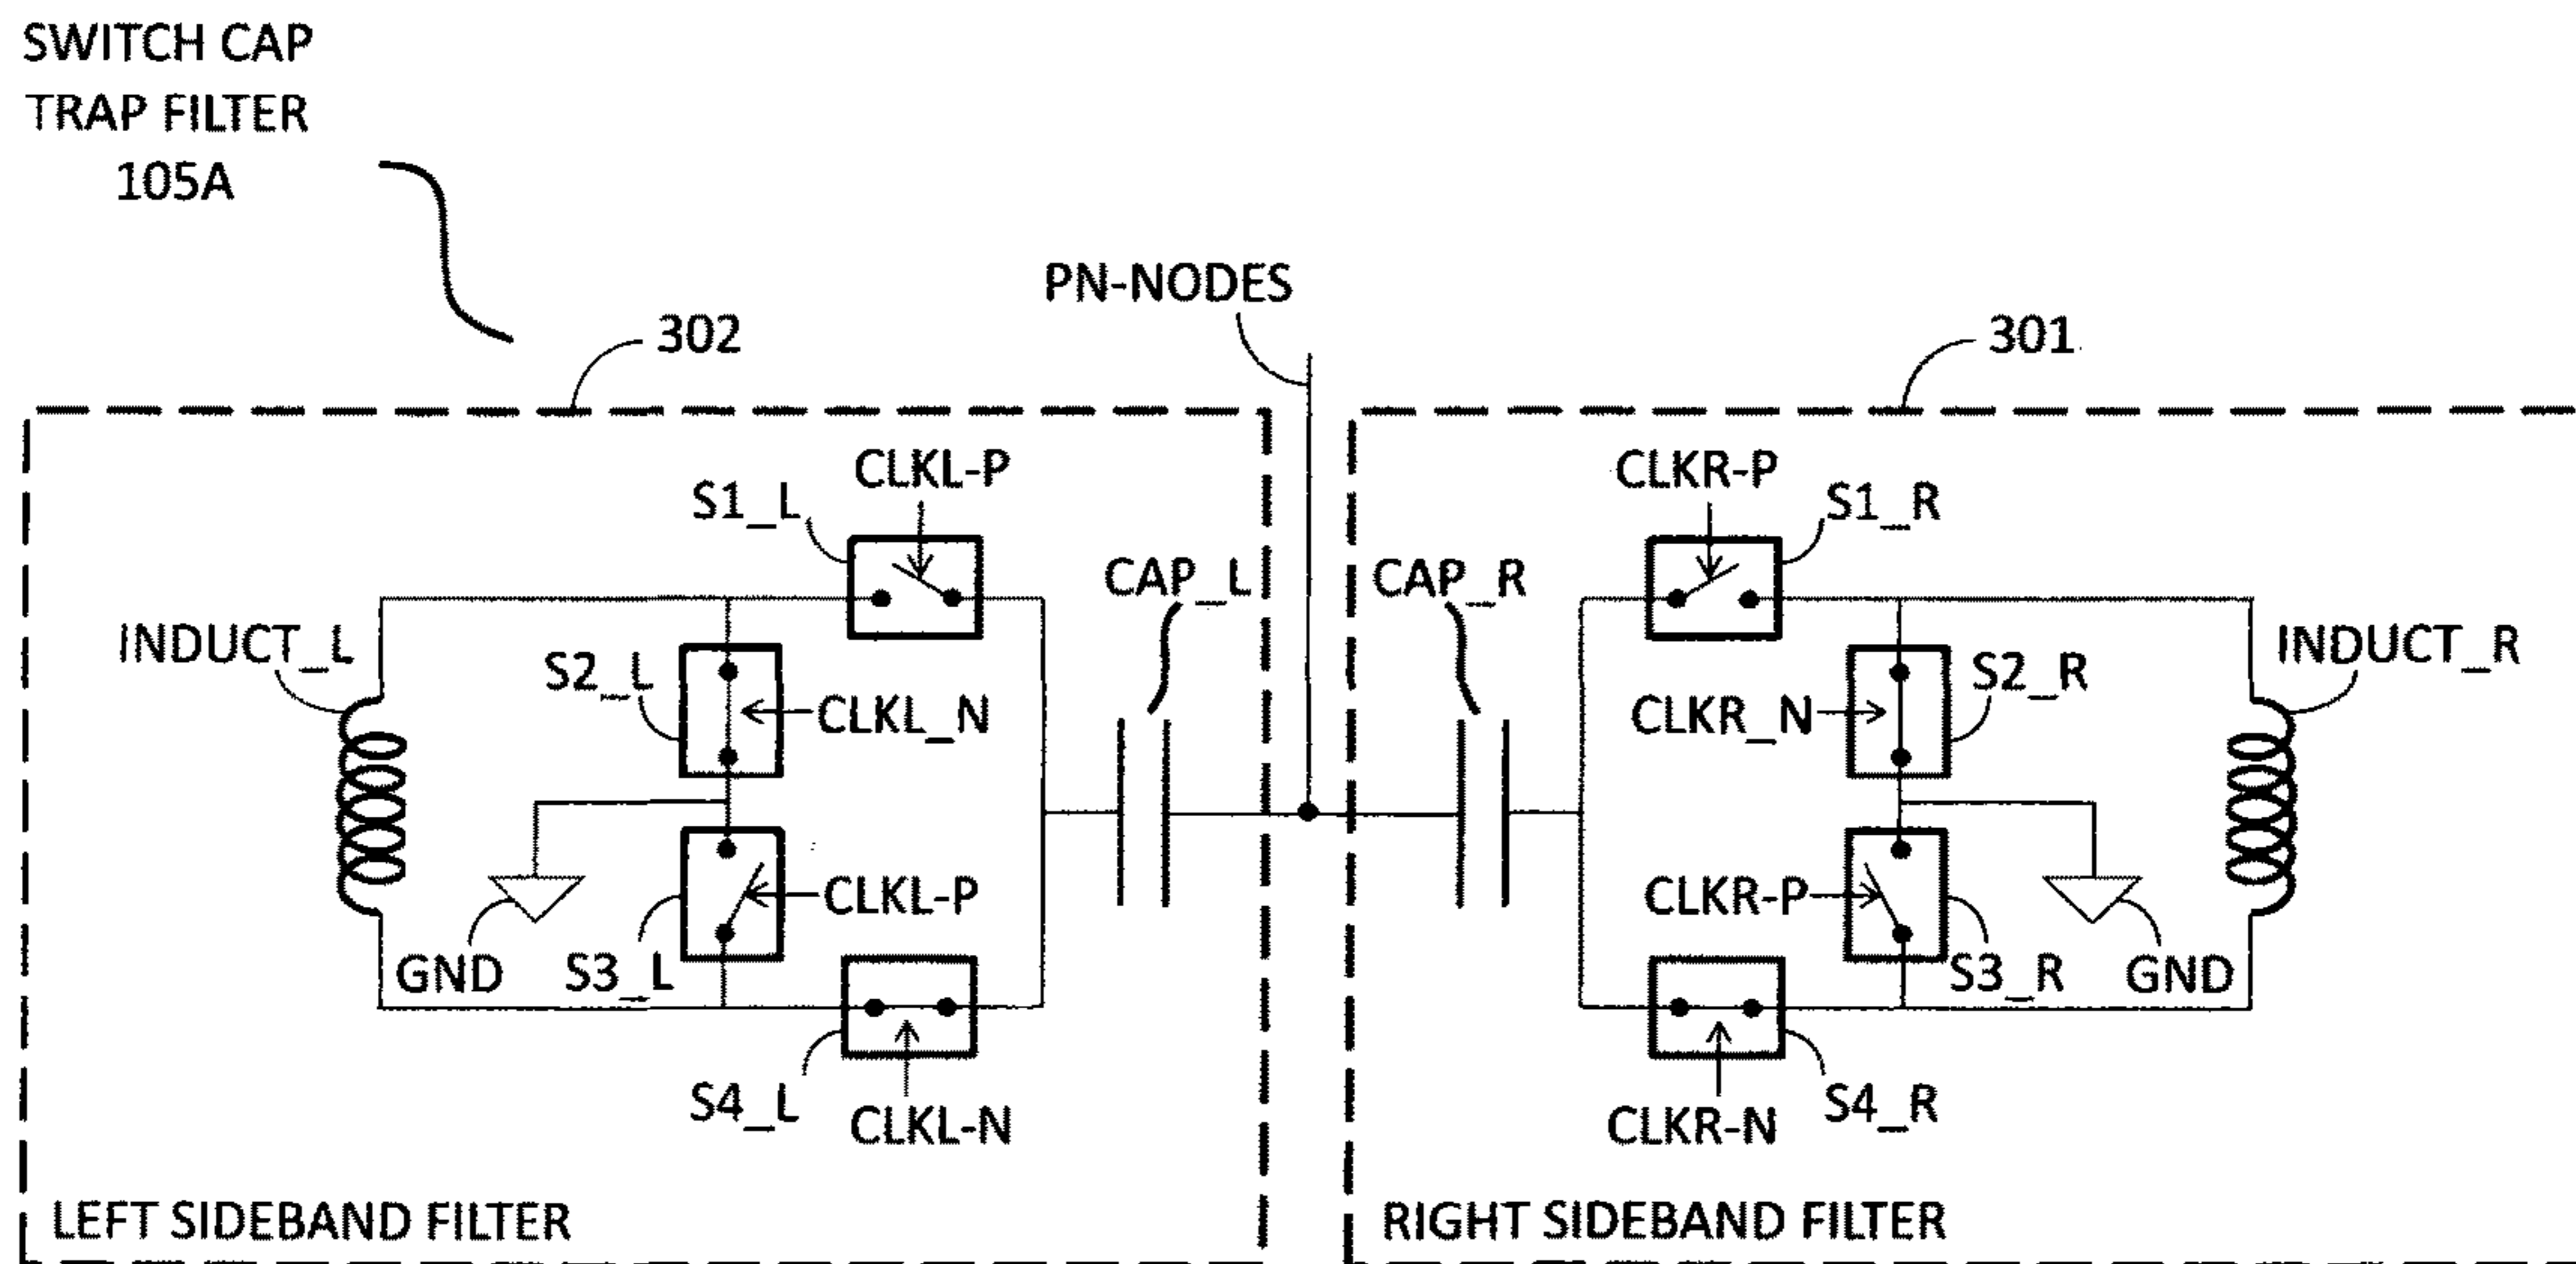 SWITCH CAP
TRAP FILTER
105A
PN-NODES
302
301
CLKL-P
S1_L
CAP_L
INDUCT_L
S2_L
CLKL_N
CLKL-P
GND
S3_L
S4_L
CLKL-N
LEFT SIDEBAND FILTER
CLKR-P
S1_R
CAP_R
INDUCT_R
S2_R
CLKR_N
CLKR-P
S3_R
GND
S4_R
CLKR-N
RIGHT SIDEBAND FILTER